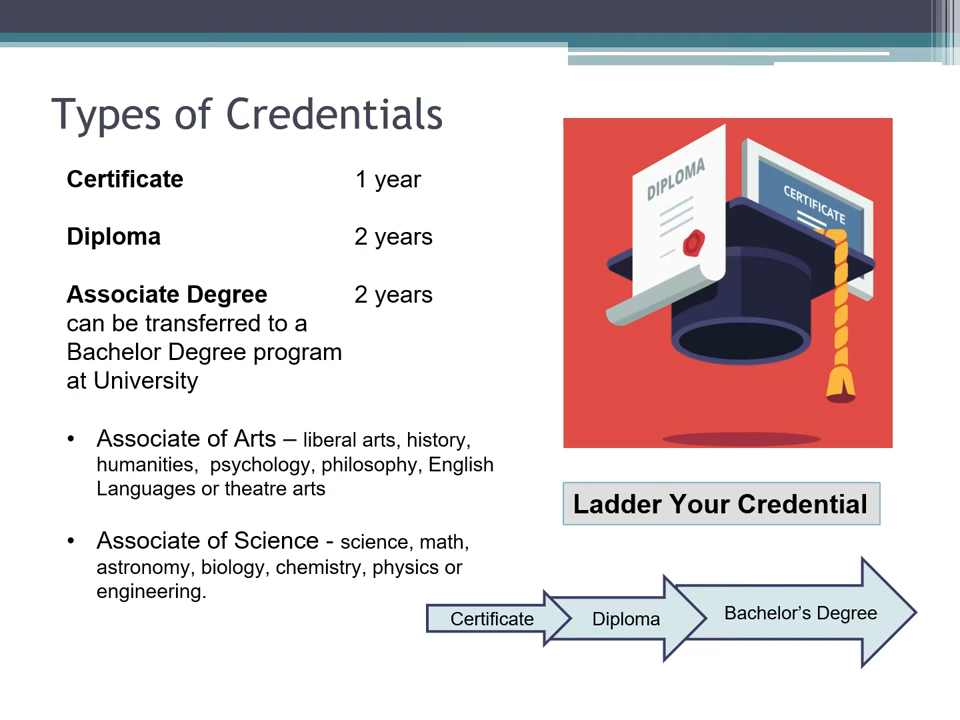 Types of Credentials
Certificate 1 year
Diploma 2 years
Associate Degree 2 years
can be transferred to a
Bachelor Degree program
at University
• Associate of Arts – liberal arts, history,
humanities, psychology, philosophy, English
Languages or theatre arts
• Associate of Science - science, math,
astronomy, biology, chemistry, physics or
engineering.
DIPLOMA
CERTIFICATE
Ladder Your Credential
Certificate
Diploma
Bachelor’s Degree